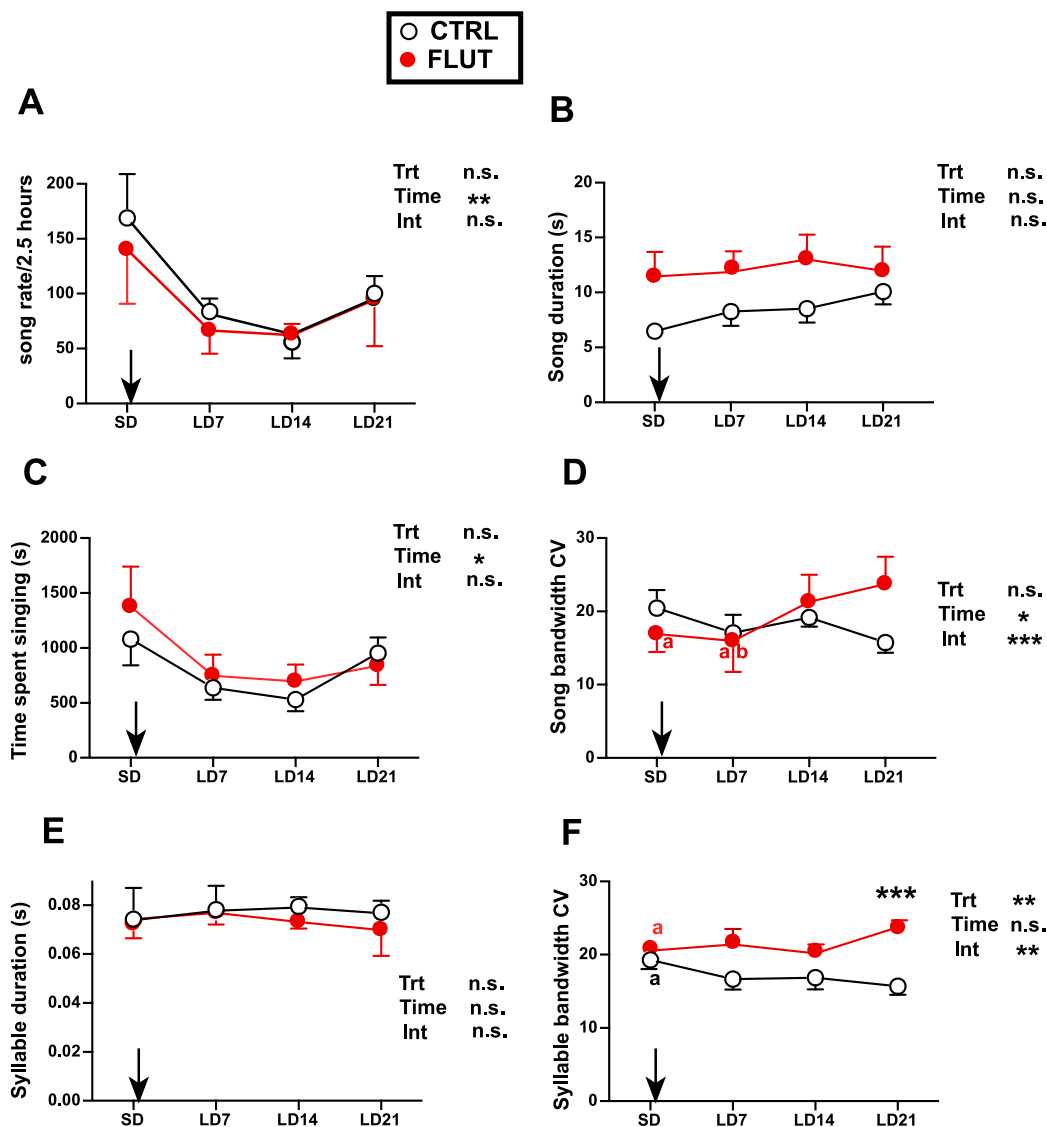 CTRL
FLUT
A
song rate/2.5 hours
200
150
100
50
0
SD LD7 LD14 LD21
Trt n.s.
Time **
Int n.s.
B
Song duration (s)
20
15
10
5
0
SD LD7 LD14 LD21
Trt n.s.
Time n.s.
Int n.s.
C
Time spent singing (s)
2000
1500
1000
500
0
SD LD7 LD14 LD21
Trt n.s.
Time *
Int n.s.
D
Song bandwidth CV
30
20
10
0
a
a b
SD LD7 LD14 LD21
Trt n.s.
Time *
Int ***
E
Syllable duration (s)
0.08
0.06
0.04
0.02
0.00
SD LD7 LD14 LD21
Trt n.s.
Time n.s.
Int n.s.
F
Syllable bandwidth CV
30
20
10
0
a
a
***
SD LD7 LD14 LD21
Trt **
Time n.s.
Int **